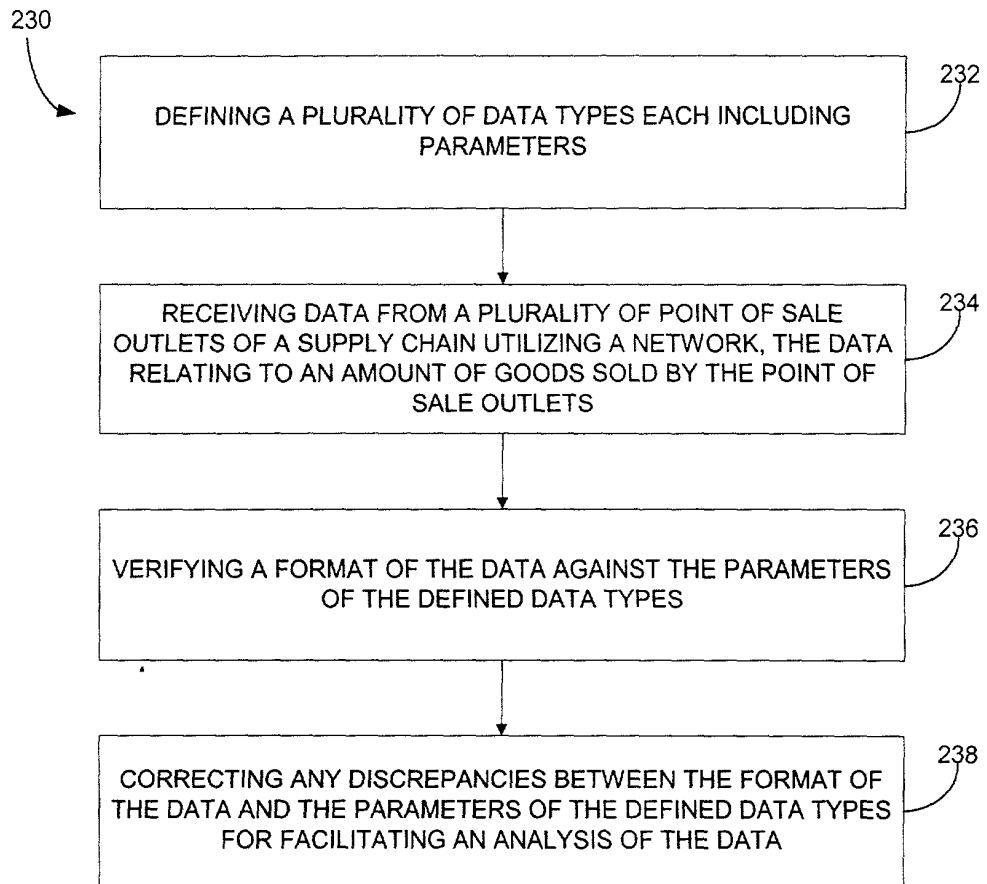 230
232
DEFINING A PLURALITY OF DATA TYPES EACH INCLUDING
PARAMETERS
234
RECEIVING DATA FROM A PLURALITY OF POINT OF SALE
OUTLETS OF A SUPPLY CHAIN UTILIZING A NETWORK, THE DATA
RELATING TO AN AMOUNT OF GOODS SOLD BY THE POINT OF
SALE OUTLETS
236
VERIFYING A FORMAT OF THE DATA AGAINST THE PARAMETERS
OF THE DEFINED DATA TYPES
238
CORRECTING ANY DISCREPANCIES BETWEEN THE FORMAT OF
THE DATA AND THE PARAMETERS OF THE DEFINED DATA TYPES
FOR FACILITATING AN ANALYSIS OF THE DATA